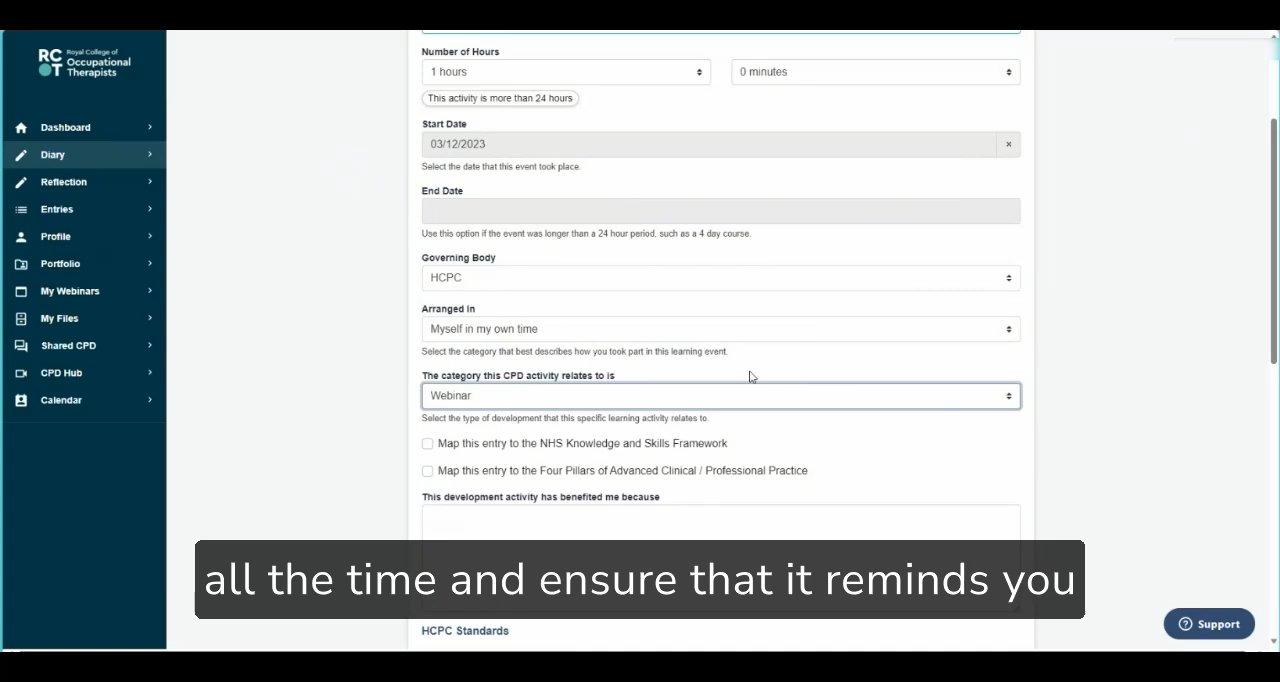 RC
OT
Royal College of
Occupational
Therapists
Dashboard
Diary
Reflection
Entries
Profile
Portfolio
My Webinars
My Files
Shared CPD
CPD Hub
Calendar
Number of Hours
1 hours
0 minutes
This activity is more than 24 hours
Start Date
03/12/2023
×
Select the date that this event took place.
End Date
Use this option if the event was longer than a 24 hour period, such as a 4 day course.
Governing Body
HCPC
Arranged In
Myself in my own time
Select the category that best describes how you took part in this learning event.
The category this CPD activity relates to is
Webinar
Select the type of development that this specific learning activity relates to.
Map this entry to the NHS Knowledge and Skills Framework
Map this entry to the Four Pillars of Advanced Clinical / Professional Practice
This development activity has benefited me because
all the time and ensure that it reminds you
HCPC Standards
Support